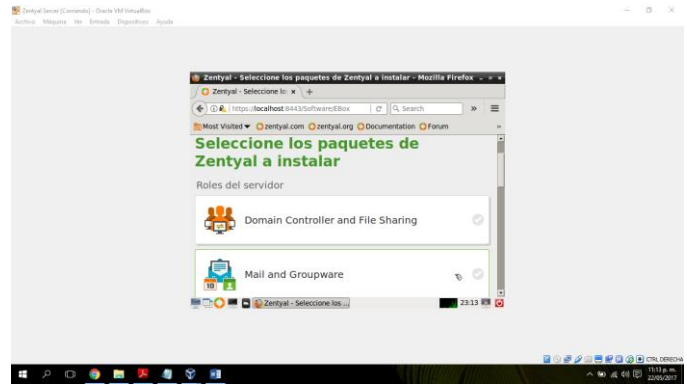 Zentyal Server [Corriendo] - Oracle VM VirtualBox
Archivo Máquina Ver Entrada Dispositivos Ayuda
Zentyal - Seleccione los paquetes de Zentyal a instalar - Mozilla Firefox
Zentyal - Seleccione lo
https://localhost:8443/Software/EBox
Search
Most Visited
zentyal.com
zentyal.org
Documentation
Forum
Seleccione los paquetes de
Zentyal a instalar
Roles del servidor
Domain Controller and File Sharing
Mail and Groupware
10
Zentyal - Seleccione los ...
23:13
CTRL DERECHA
11:13 p. m.
22/05/2017